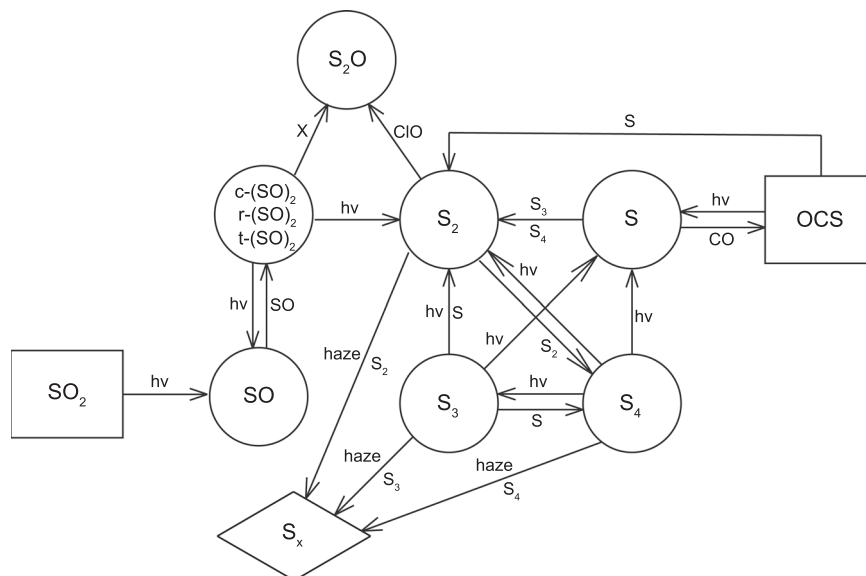 S₂O
X
ClO
S
c-(SO)₂
r-(SO)₂
t-(SO)₂
hv
S₂
S₃
S₄
S
hv
CO
OCS
hv
SO
hv
S
hv
hv
S₂
hv
haze
S₂
SO₂
hv
SO
S₃
hv
S
S₄
haze
S₃
haze
S₄
Sₓ